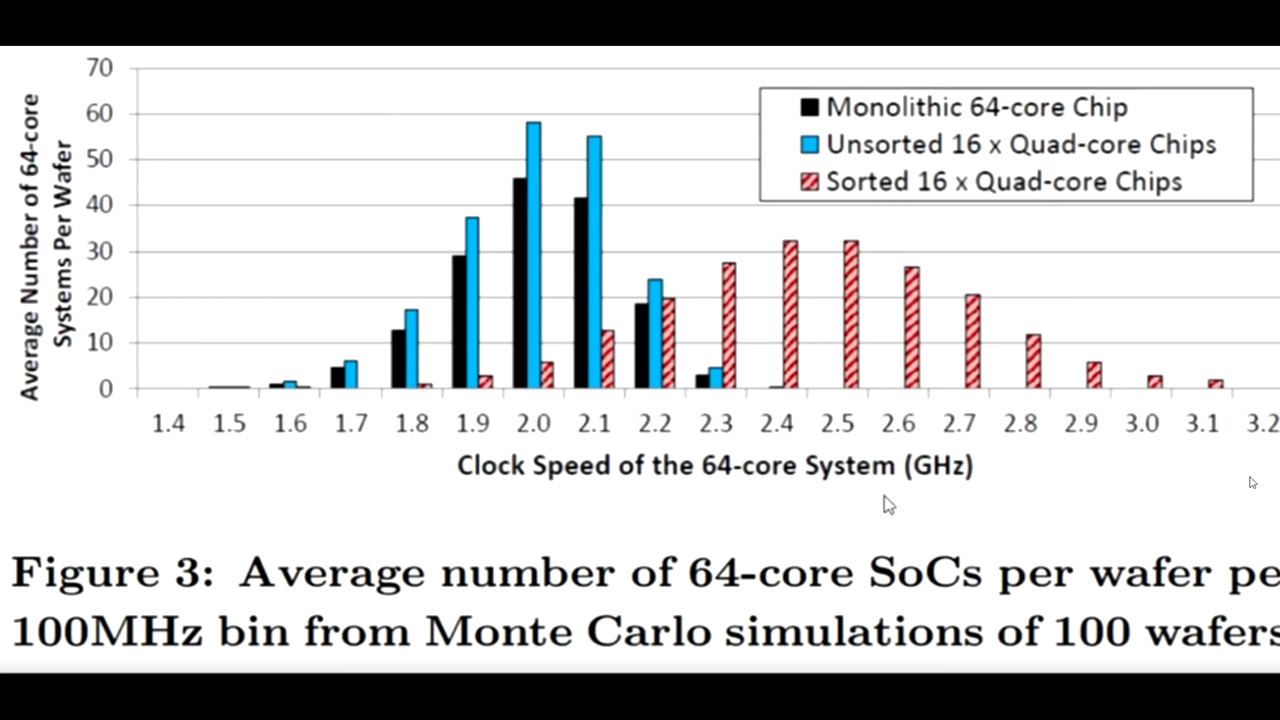 Average Number of 64-core
Systems Per Wafer
70
60
50
40
30
20
10
0
Monolithic 64-core Chip
Unsorted 16 x Quad-core Chips
Sorted 16 x Quad-core Chips
1.4 1.5 1.6 1.7 1.8 1.9 2.0 2.1 2.2 2.3 2.4 2.5 2.6 2.7 2.8 2.9 3.0 3.1 3.2
Clock Speed of the 64-core System (GHz)
Figure 3: Average number of 64-core SoCs per wafer pe
100MHz bin from Monte Carlo simulations of 100 wafers